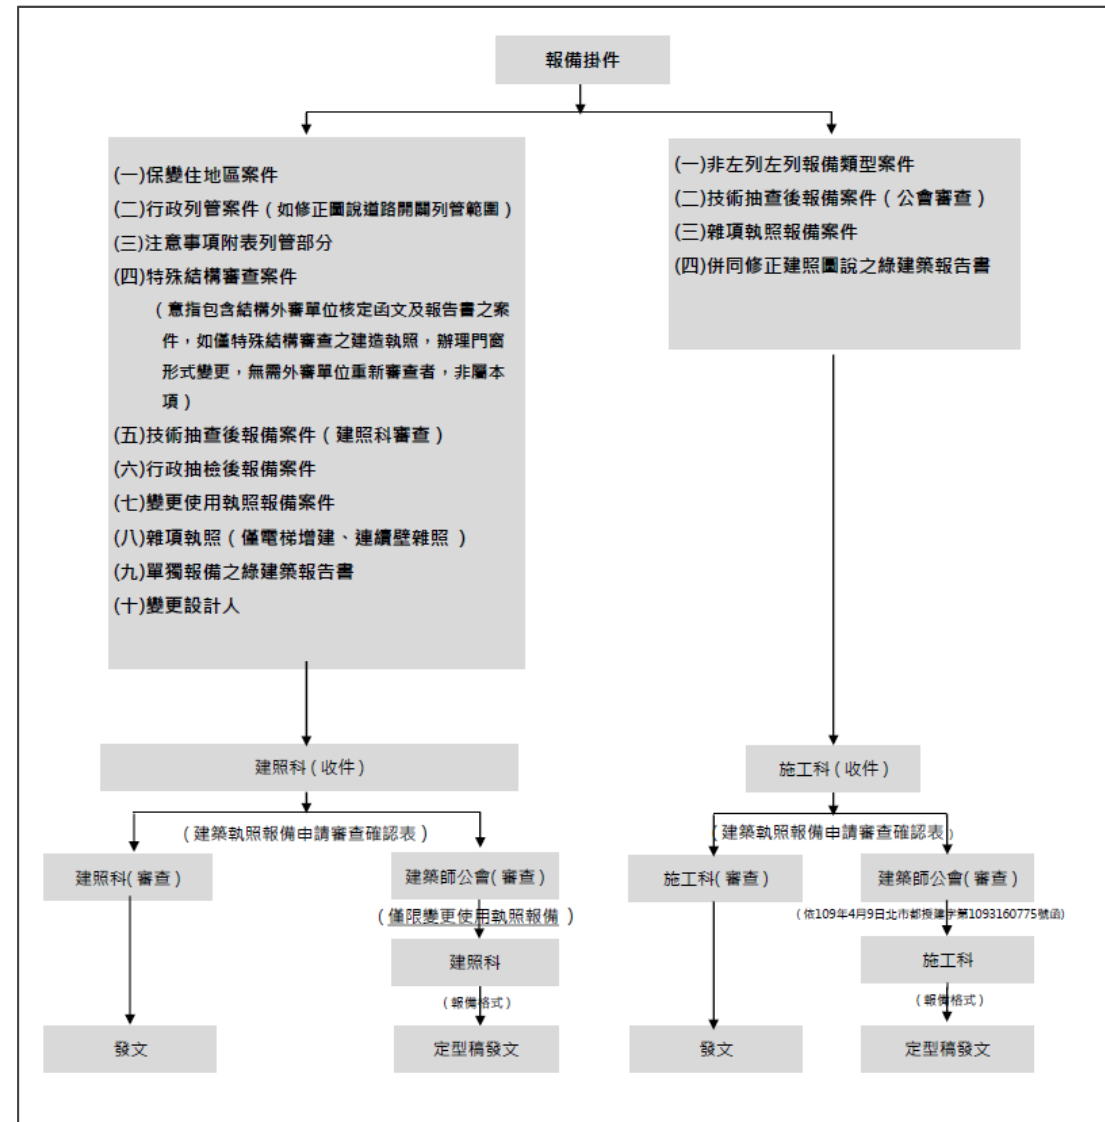 報備掛件
(一)保變住地區案件
(二)行政列管案件（如修正圖說道路開闢列管範圍）
(三)注意事項附表列管部分
(四)特殊結構審查案件
（意指包含結構外審單位核定函文及報告書之案
件，如僅特殊結構審查之建造執照，辦理門窗
形式變更，無需外審單位重新審查者，非屬本
項）
(五)技術抽查後報備案件（建照科審查）
(六)行政抽檢後報備案件
(七)變更使用執照報備案件
(八)雜項執照（僅電梯增建、連續壁雜照 ）
(九)單獨報備之綠建築報告書
(十)變更設計人
(一)非左列左列報備類型案件
(二)技術抽查後報備案件（公會審查）
(三)雜項執照報備案件
(四)併同修正建照圖說之綠建築報告書
建照科（收件）
（建築執照報備申請審查確認表）
建照科(審查)
建築師公會(審查)
（僅限變更使用執照報備 ）
建照科
（報備格式）
發文
定型稿發文
施工科（收件）
（建築執照報備申請審查確認表）
施工科(審查)
建築師公會(審查)
（依109年4月9日北市都授建字第1093160775號函)
施工科
（報備格式）
發文
定型稿發文